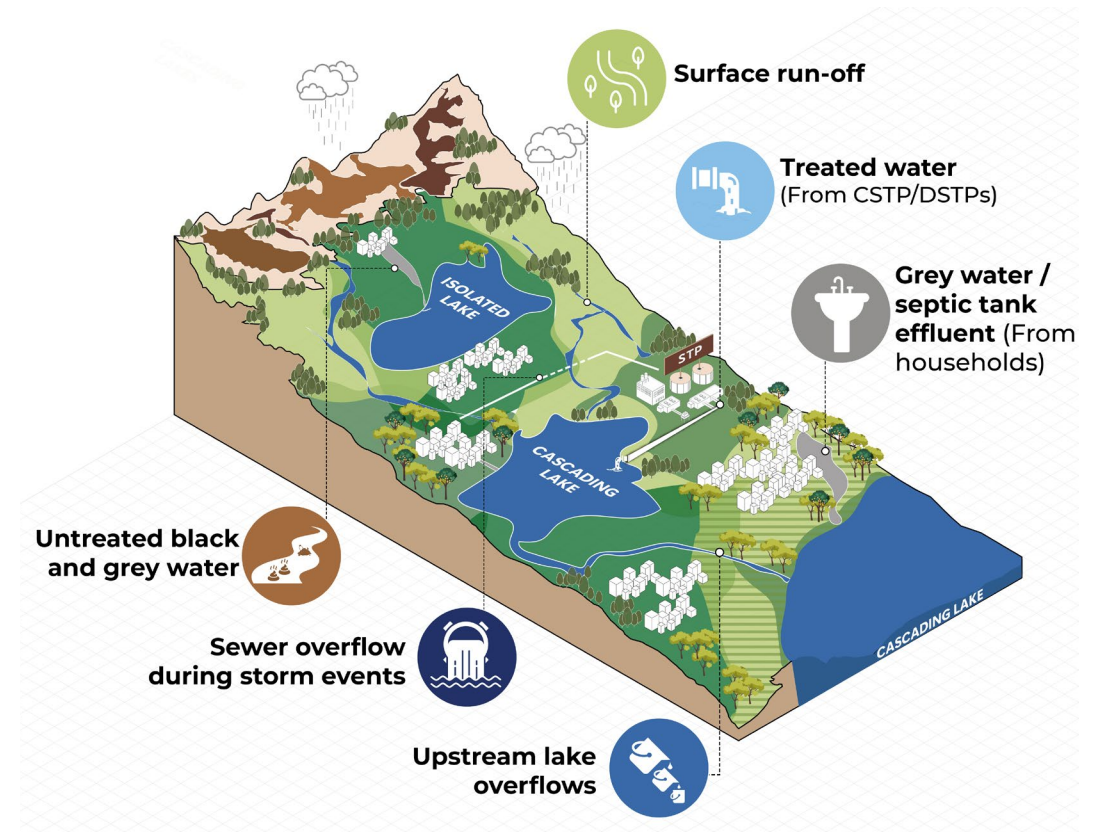 Surface run-off
Treated water
(From CSTP/DSTPs)
Grey water /
septic tank
effluent (From
households)
ISOLATED
LAKE
STP
CASCADING
LAKE
Untreated black
and grey water
Sewer overflow
during storm events
CASCADING LAKE
Upstream lake
overflows